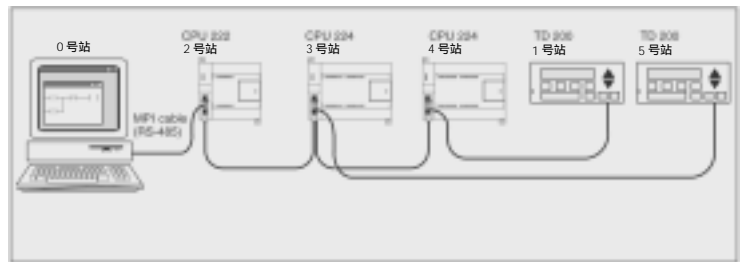 0号站
CPU 222
2号站
CPU 224
3号站
CPU 224
4号站
TD 200
1号站
TD 200
5号站
MPI cable
(RS-485)